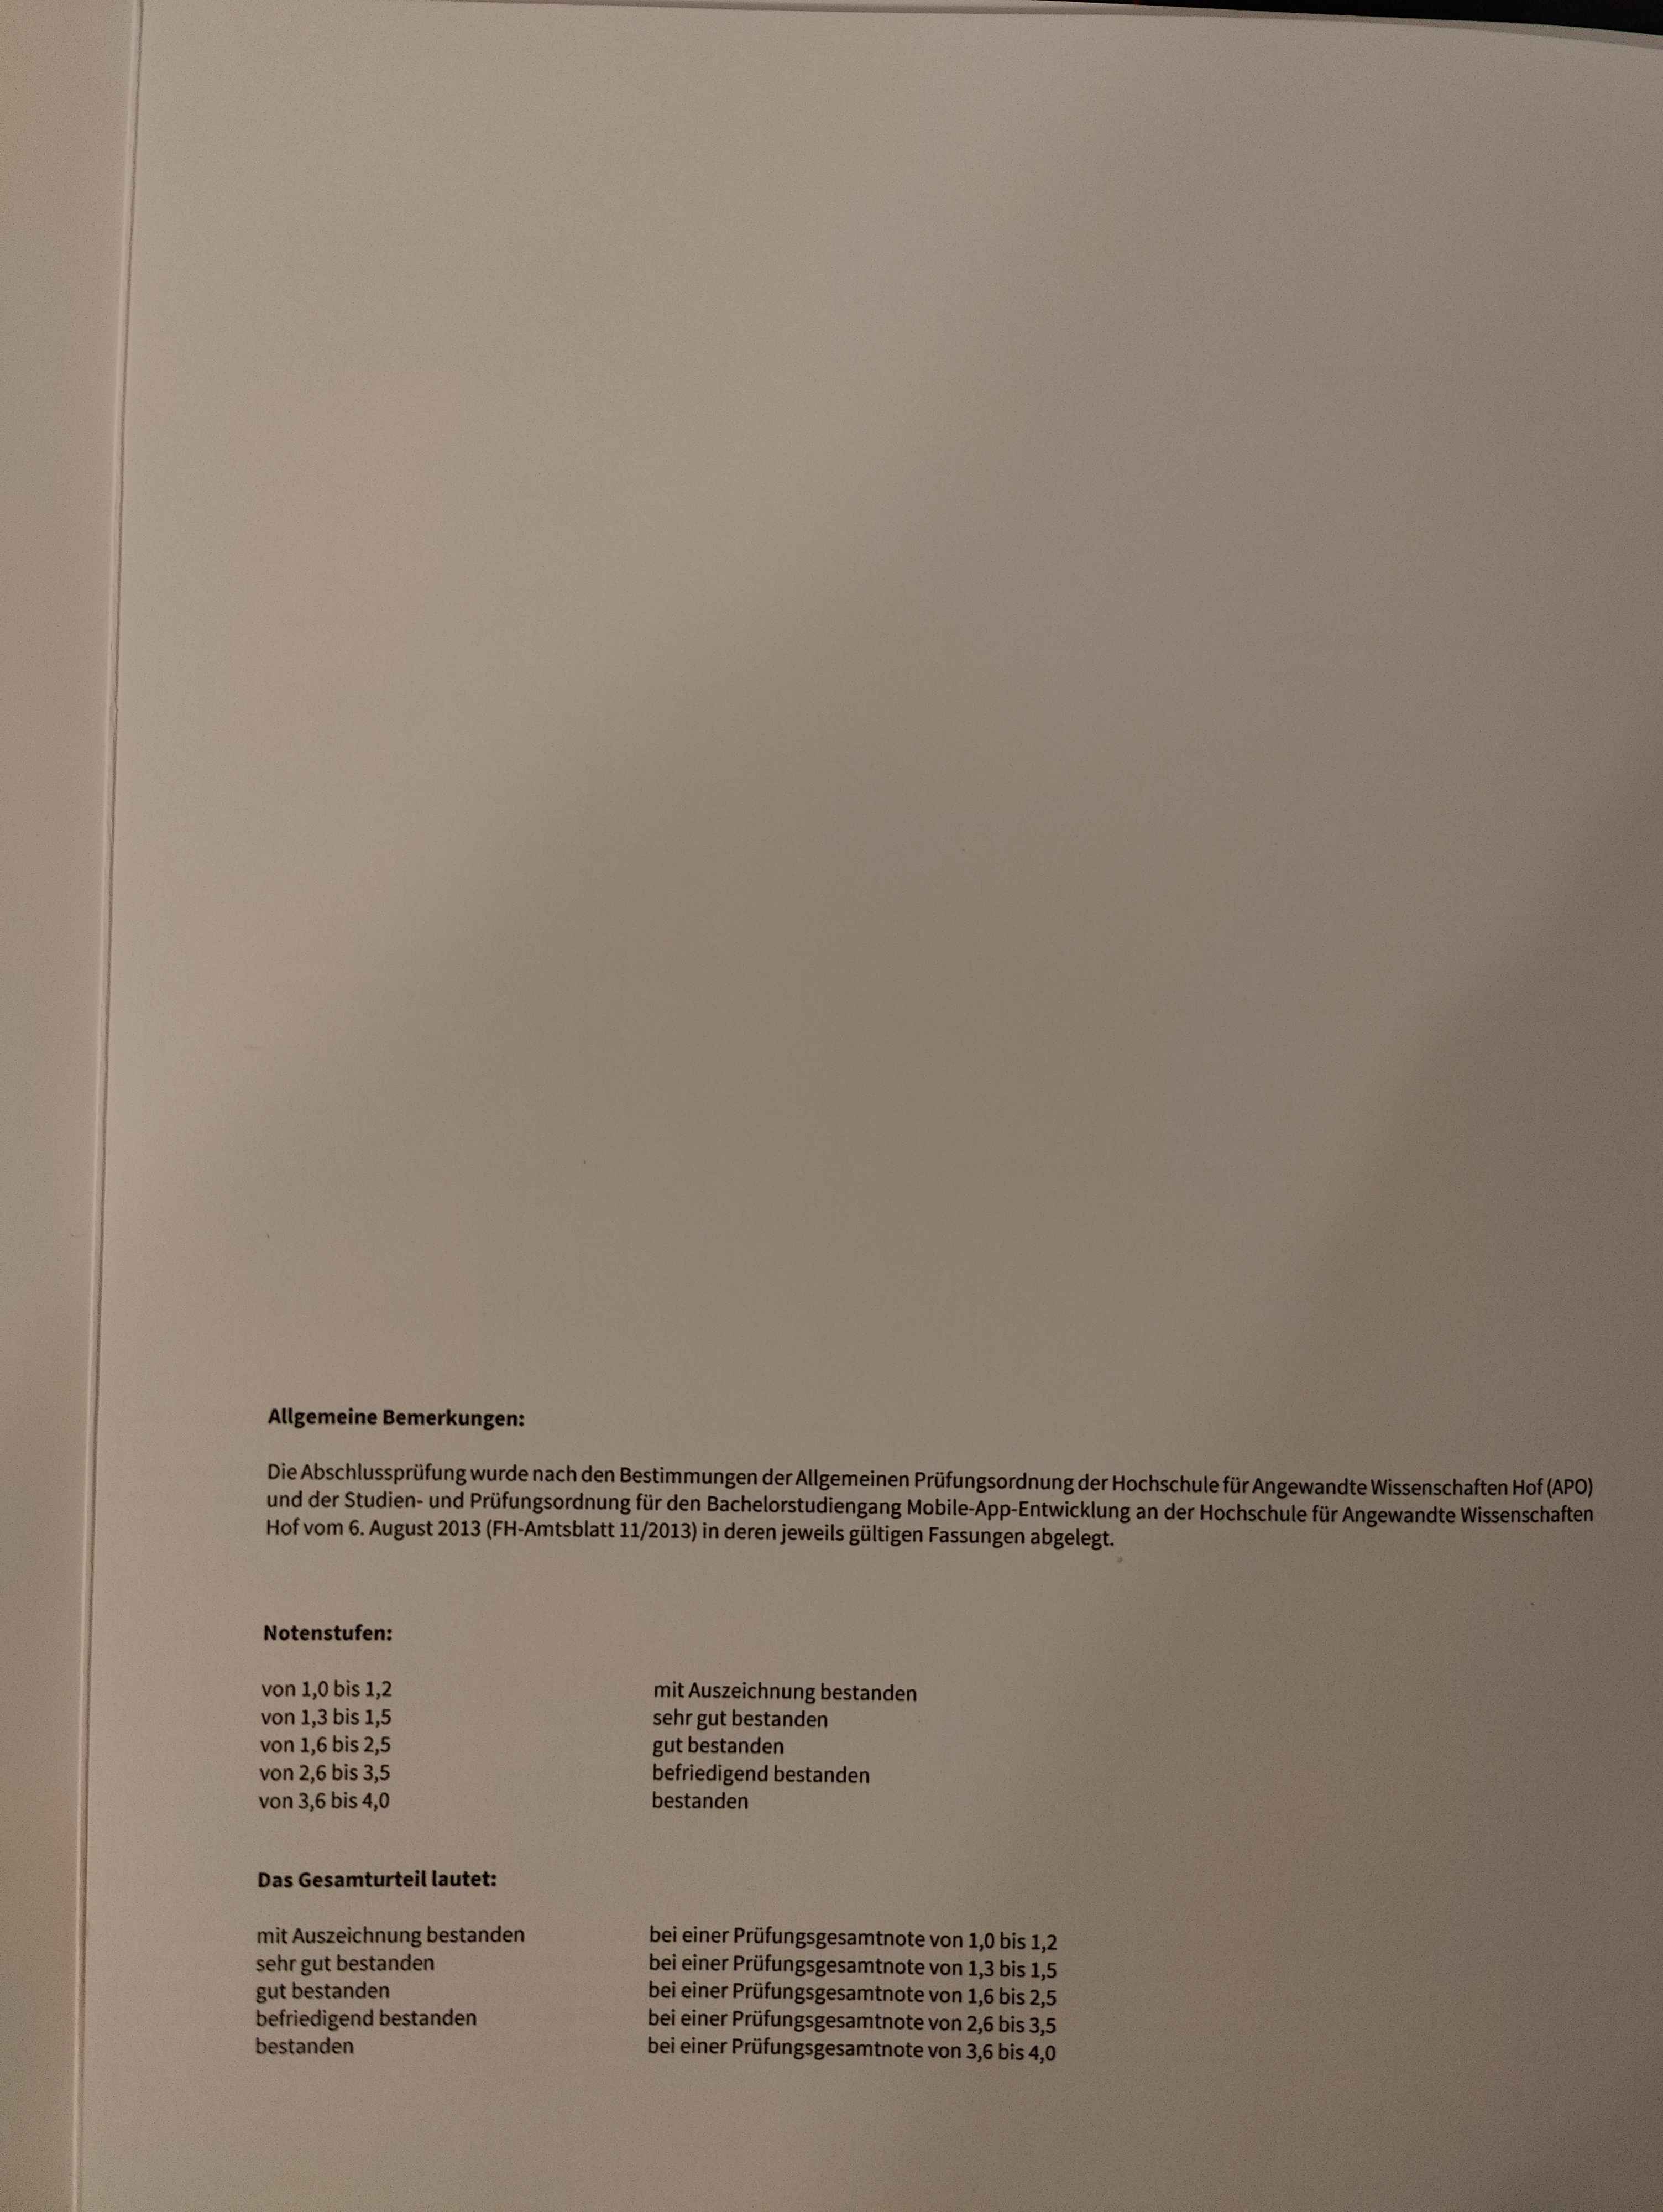 Allgemeine Bemerkungen:
Die Abschlussprüfung wurde nach den Bestimmungen der Allgemeinen Prüfungsordnung der Hochschule für Angewandte Wissenschaften Hof (APO)
und der Studien- und Prüfungsordnung für den Bachelorstudiengang Mobile-App-Entwicklung an der Hochschule für Angewandte Wissenschaften
Hof vom 6. August 2013 (FH-Amtsblatt 11/2013) in deren jeweils gültigen Fassungen abgelegt.
Notenstufen:
von 1,0 bis 1,2 mit Auszeichnung bestanden
von 1,3 bis 1,5 sehr gut bestanden
von 1,6 bis 2,5 gut bestanden
von 2,6 bis 3,5 befriedigend bestanden
von 3,6 bis 4,0 bestanden
Das Gesamturteil lautet:
mit Auszeichnung bestanden bei einer Prüfungsgesamtnote von 1,0 bis 1,2
sehr gut bestanden bei einer Prüfungsgesamtnote von 1,3 bis 1,5
gut bestanden bei einer Prüfungsgesamtnote von 1,6 bis 2,5
befriedigend bestanden bei einer Prüfungsgesamtnote von 2,6 bis 3,5
bestanden bei einer Prüfungsgesamtnote von 3,6 bis 4,0